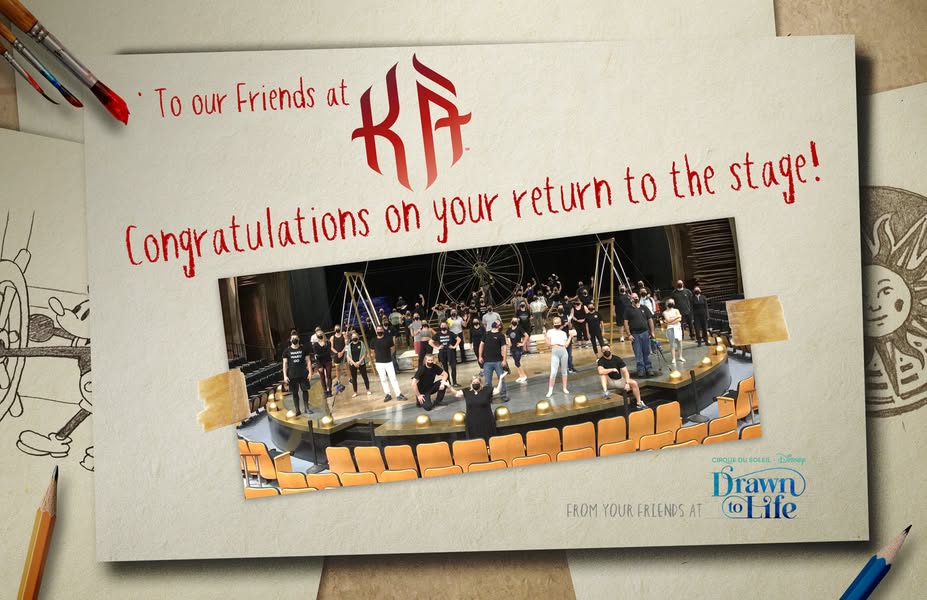 To our Friends at KÀ
Congratulations on your return to the stage!
FROM YOUR FRIENDS AT
CIRQUE DU SOLEIL · Disney
Drawn
to Life